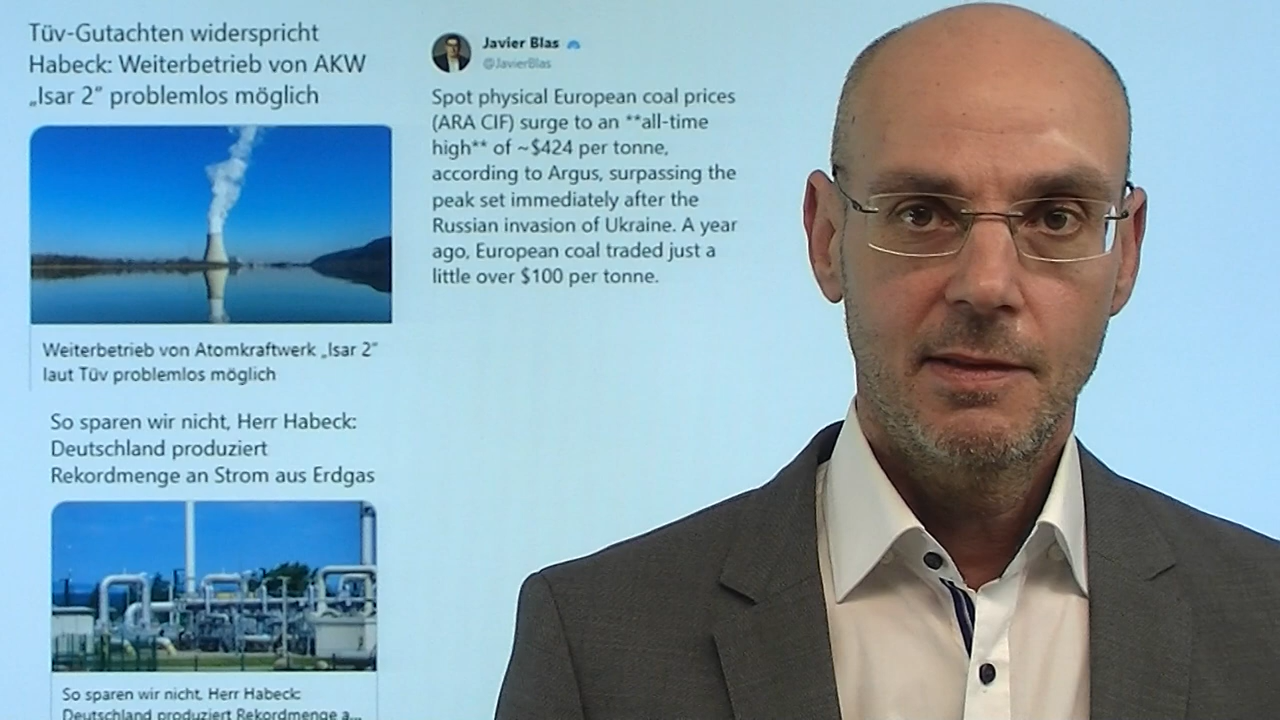 Tüv-Gutachten widerspricht
Habeck: Weiterbetrieb von AKW
„Isar 2“ problemlos möglich
Weiterbetrieb von Atomkraftwerk „Isar 2“
laut Tüv problemlos möglich
So sparen wir nicht, Herr Habeck:
Deutschland produziert
Rekordmenge an Strom aus Erdgas
So sparen wir nicht, Herr Habeck:
Deutschland produziert Rekordmenge a...
Javier Blas
@JavierBlas
Spot physical European coal prices
(ARA CIF) surge to an **all-time
high** of ~$424 per tonne,
according to Argus, surpassing the
peak set immediately after the
Russian invasion of Ukraine. A year
ago, European coal traded just a
little over $100 per tonne.